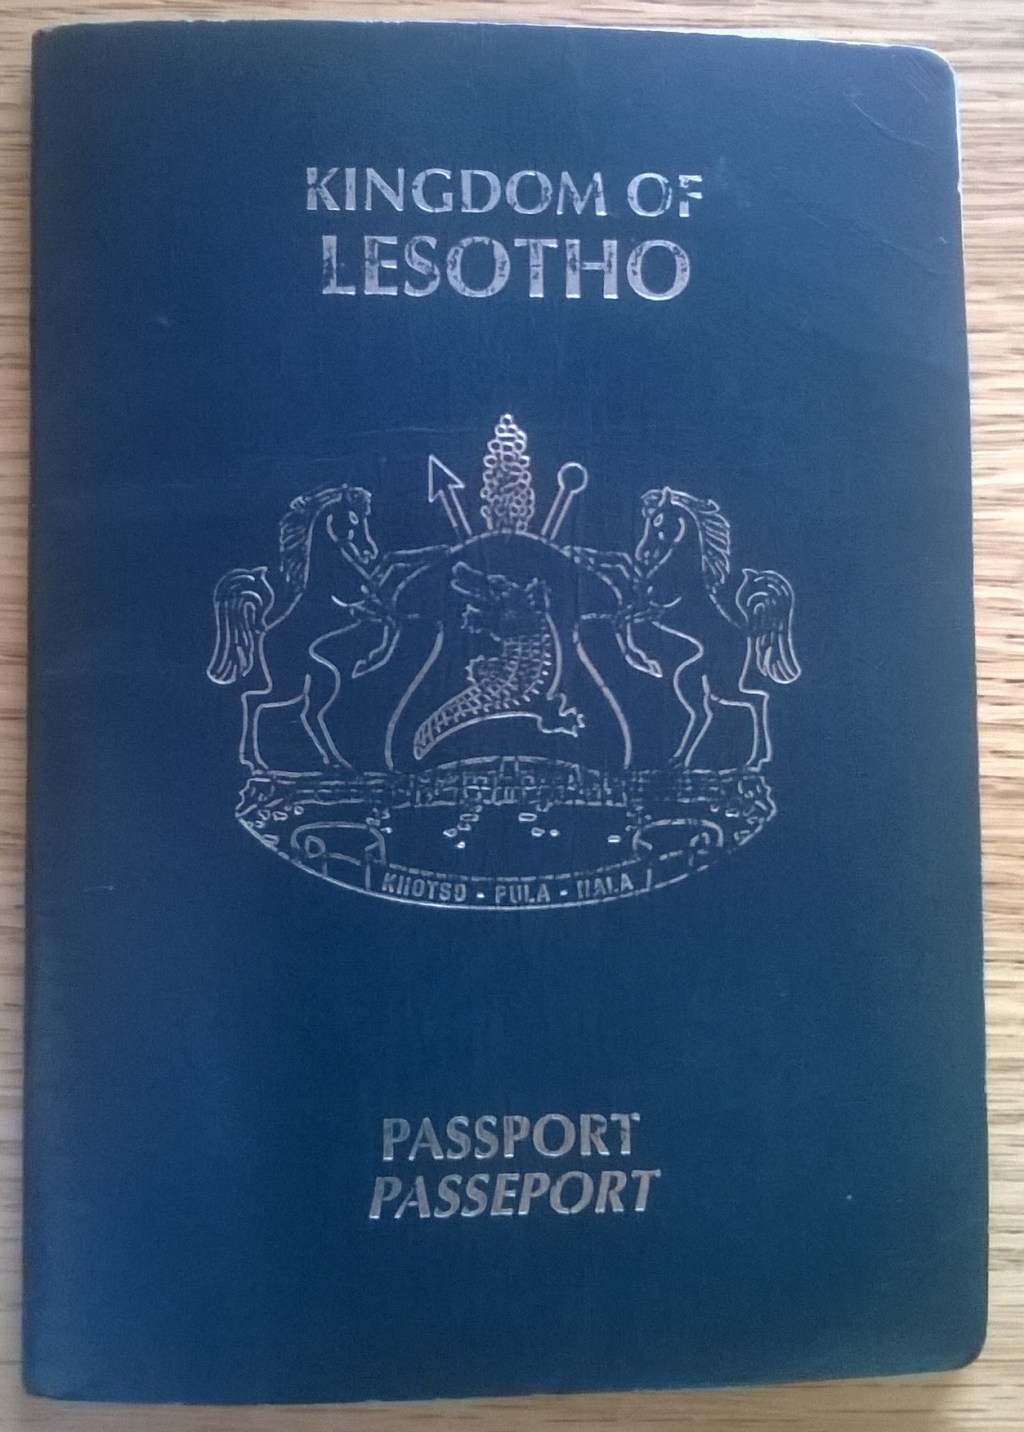 KINGDOM OF
LESOTHO
KHOTSO - PULA - NALA
PASSPORT
PASSEPORT